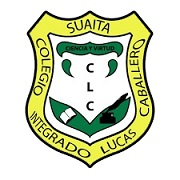 SUAITA
COLEGIO INTEGRADO LUCAS CABALLERO
CIENCIA Y VIRTUD
C L C